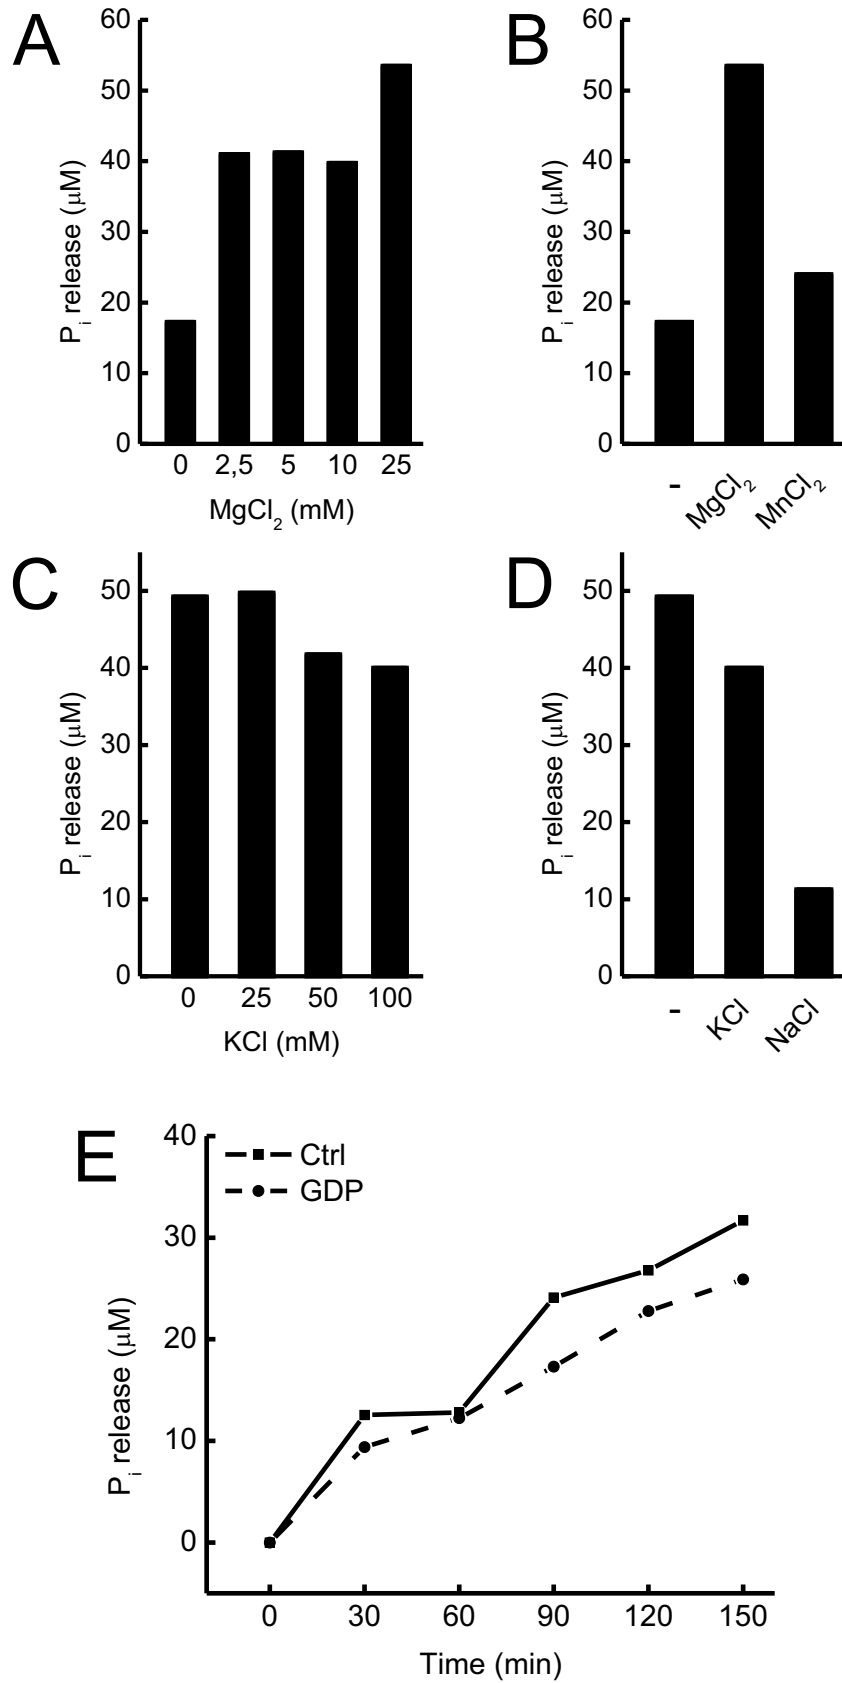 A
60
50
40
30
20
10
0
Pᵢ release (μM)
0 2,5 5 10 25
MgCl₂ (mM)
B
60
50
40
30
20
10
0
Pᵢ release (μM)
- MgCl₂ MnCl₂
C
50
40
30
20
10
0
Pᵢ release (μM)
0 25 50 100
KCl (mM)
D
50
40
30
20
10
0
Pᵢ release (μM)
- KCl NaCl
E
40
30
20
10
0
Pᵢ release (μM)
Ctrl
GDP
0 30 60 90 120 150
Time (min)